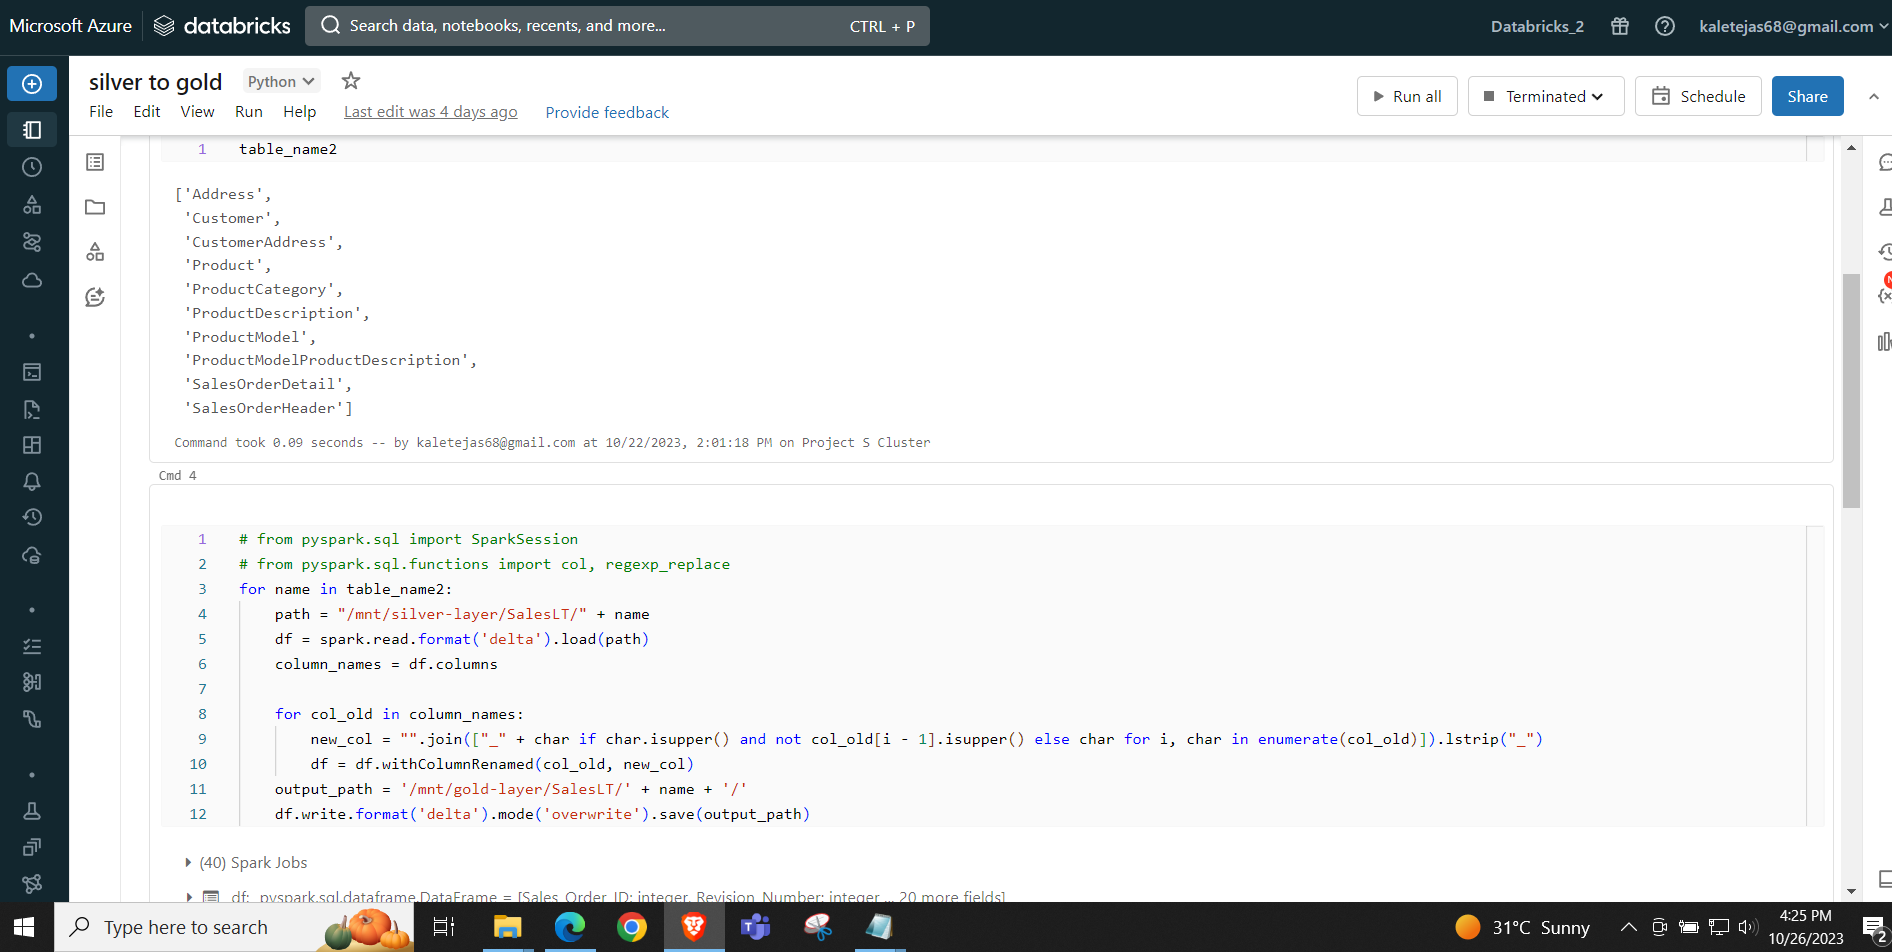 Microsoft Azure databricks Search data, notebooks, recents, and more... CTRL + P Databricks_2 kaletejas68@gmail.com
silver to gold Python
File Edit View Run Help Last edit was 4 days ago Provide feedback
Run all Terminated Schedule Share
1 table_name2
['Address',
'Customer',
'CustomerAddress',
'Product',
'ProductCategory',
'ProductDescription',
'ProductModel',
'ProductModelProductDescription',
'SalesOrderDetail',
'SalesOrderHeader']
Command took 0.09 seconds -- by kaletejas68@gmail.com at 10/22/2023, 2:01:18 PM on Project S Cluster
Cmd 4
1 # from pyspark.sql import SparkSession
2 # from pyspark.sql.functions import col, regexp_replace
3 for name in table_name2:
4 path = "/mnt/silver-layer/SalesLT/" + name
5 df = spark.read.format('delta').load(path)
6 column_names = df.columns
7
8 for col_old in column_names:
9 new_col = "".join(["_" + char if char.isupper() and not col_old[i - 1].isupper() else char for i, char in enumerate(col_old)]).lstrip("_")
10 df = df.withColumnRenamed(col_old, new_col)
11 output_path = '/mnt/gold-layer/SalesLT/' + name + '/'
12 df.write.format('delta').mode('overwrite').save(output_path)
(40) Spark Jobs
df: pyspark.sql.dataframe.DataFrame = [Sales_Order_ID: integer, Revision_Number: integer ... 20 more fields]
Type here to search
31°C Sunny
4:25 PM
10/26/2023
2